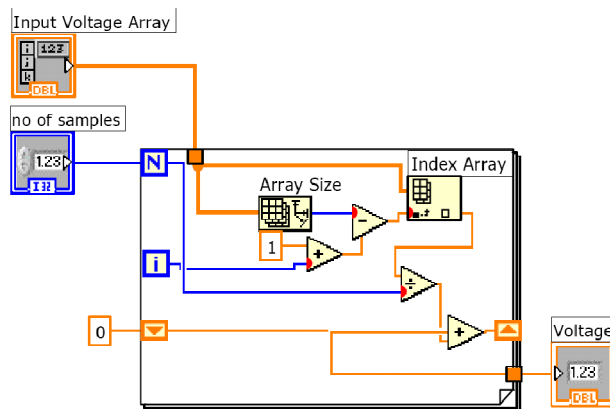 Input Voltage Array
i
j
k
123
DBL
no of samples
1.23
I32
N
Index Array
Array Size
1
-
+
i
÷
+
0
Voltage
1.23
DBL